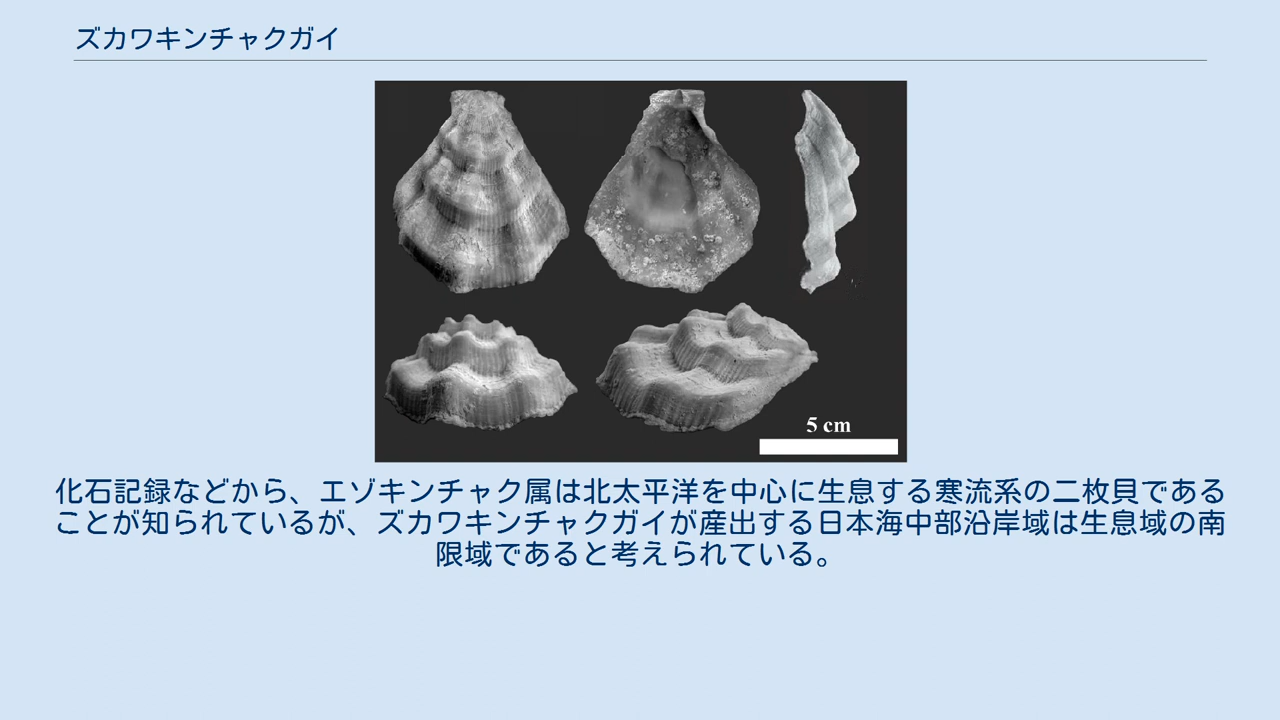 ズカワキンチャクガイ
5 cm
化石記録などから、エゾキンチャク属は北太平洋を中心に生息する寒流系の二枚貝である
ことが知られているが、ズカワキンチャクガイが産出する日本海中部沿岸域は生息域の南
限域であると考えられている。